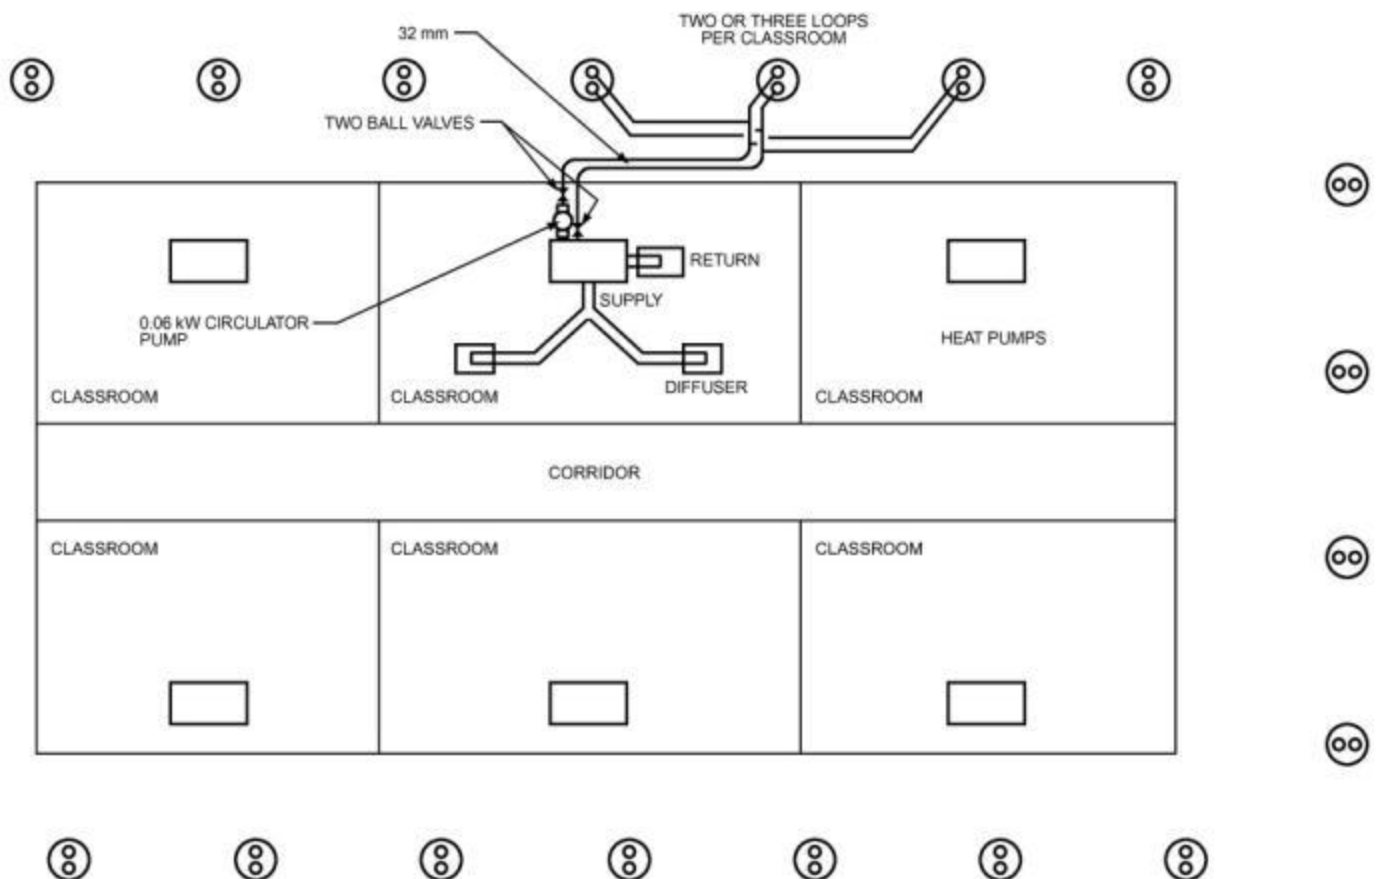 TWO OR THREE LOOPS
PER CLASSROOM
32 mm
TWO BALL VALVES
RETURN
SUPPLY
0.06 kW CIRCULATOR
PUMP
HEAT PUMPS
DIFFUSER
CLASSROOM
CLASSROOM
CLASSROOM
CORRIDOR
CLASSROOM
CLASSROOM
CLASSROOM